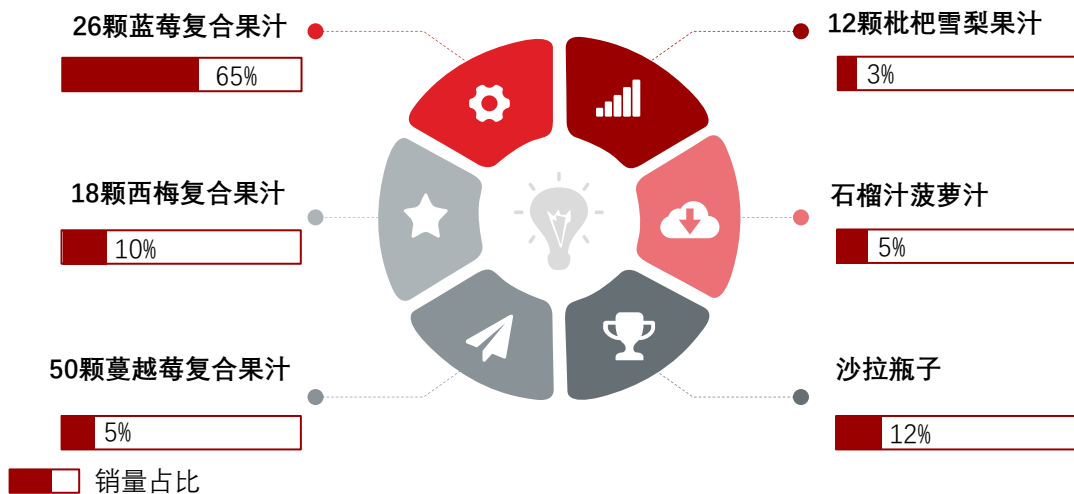 26颗蓝莓复合果汁
65%
18颗西梅复合果汁
10%
50颗蔓越莓复合果汁
5%
12颗枇杷雪梨果汁
3%
石榴汁菠萝汁
5%
沙拉瓶子
12%
销量占比